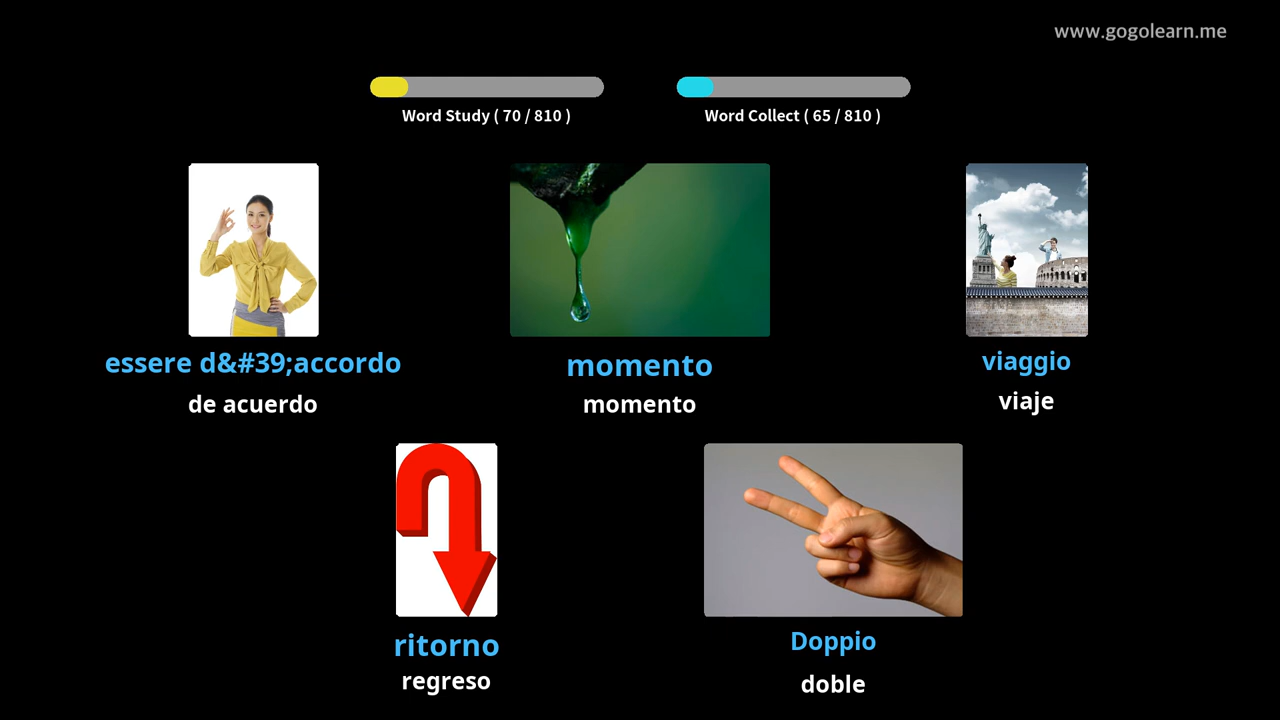 www.gogolearn.me
Word Study ( 70 / 810 )
Word Collect ( 65 / 810 )
essere d&#39;accordo
de acuerdo
momento
momento
viaggio
viaje
ritorno
regreso
Doppio
doble